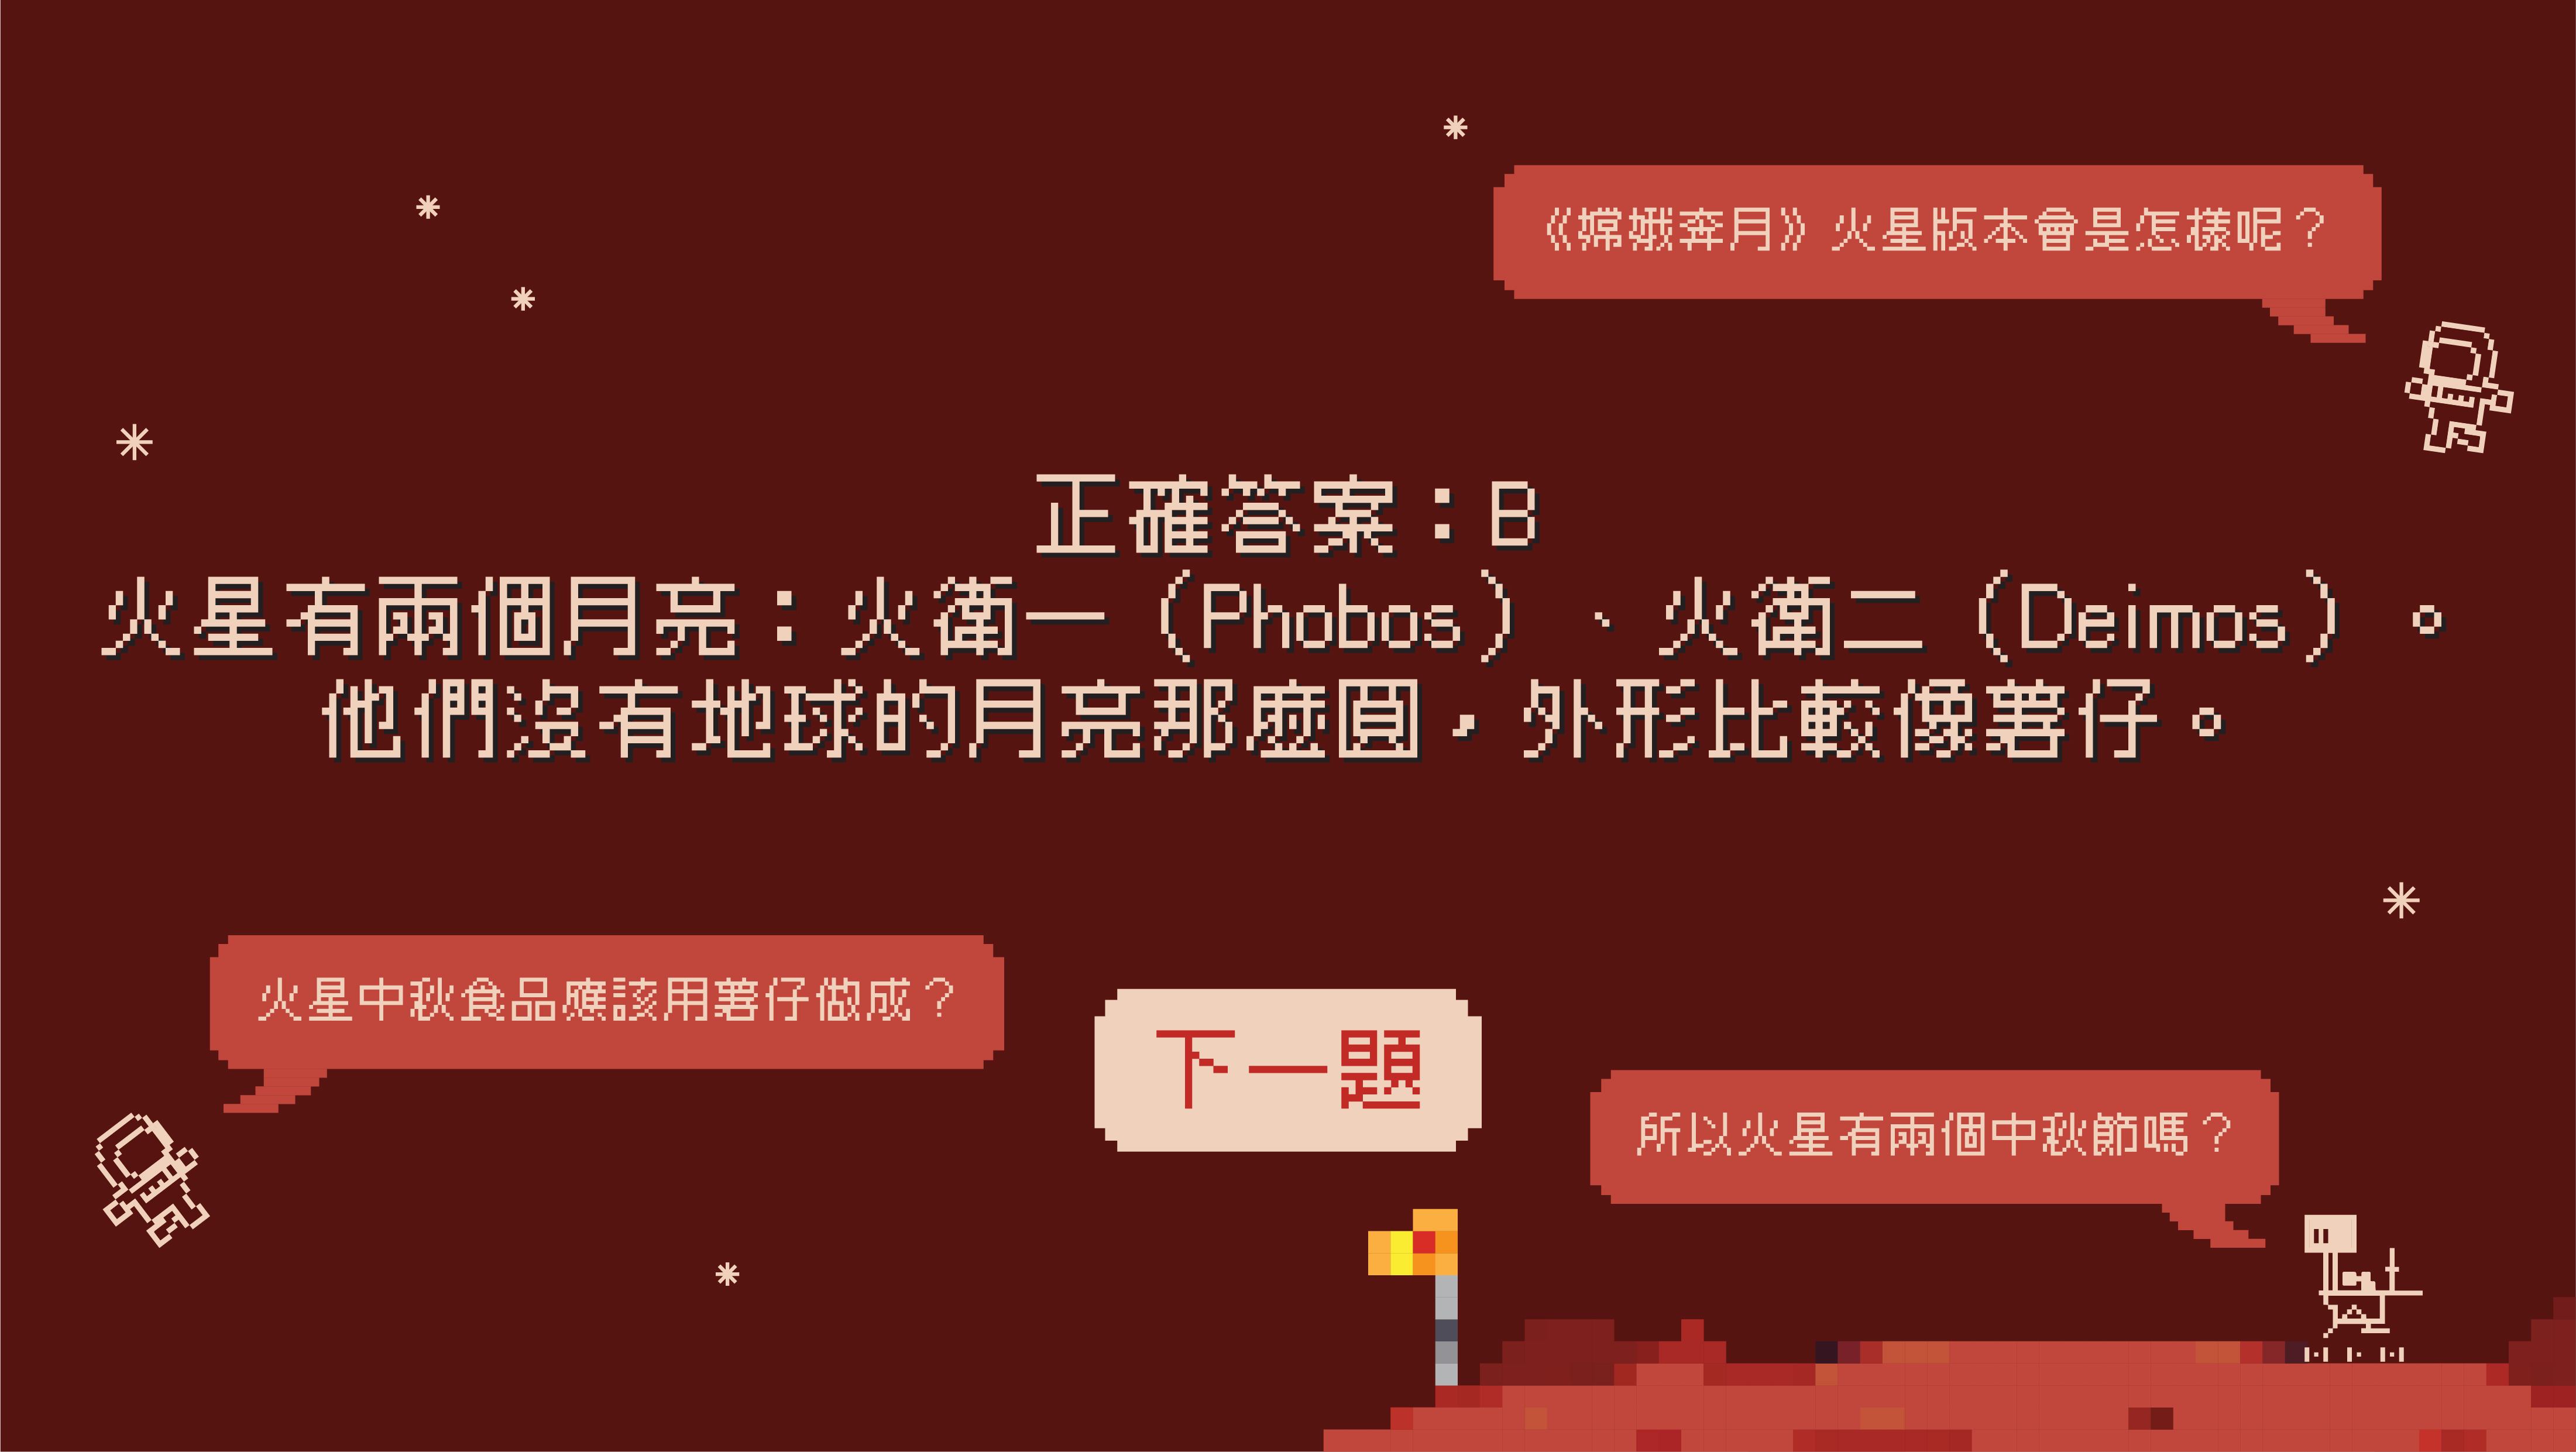 《嫦娥奔月》火星版本會是怎樣呢？
正確答案：B
火星有兩個月亮：火衛一（Phobos）、火衛二（Deimos）。
他們沒有地球的月亮那麼圓，外形比較像薯仔。
火星中秋食品應該用薯仔做成？
下一題
所以火星有兩個中秋節嗎？